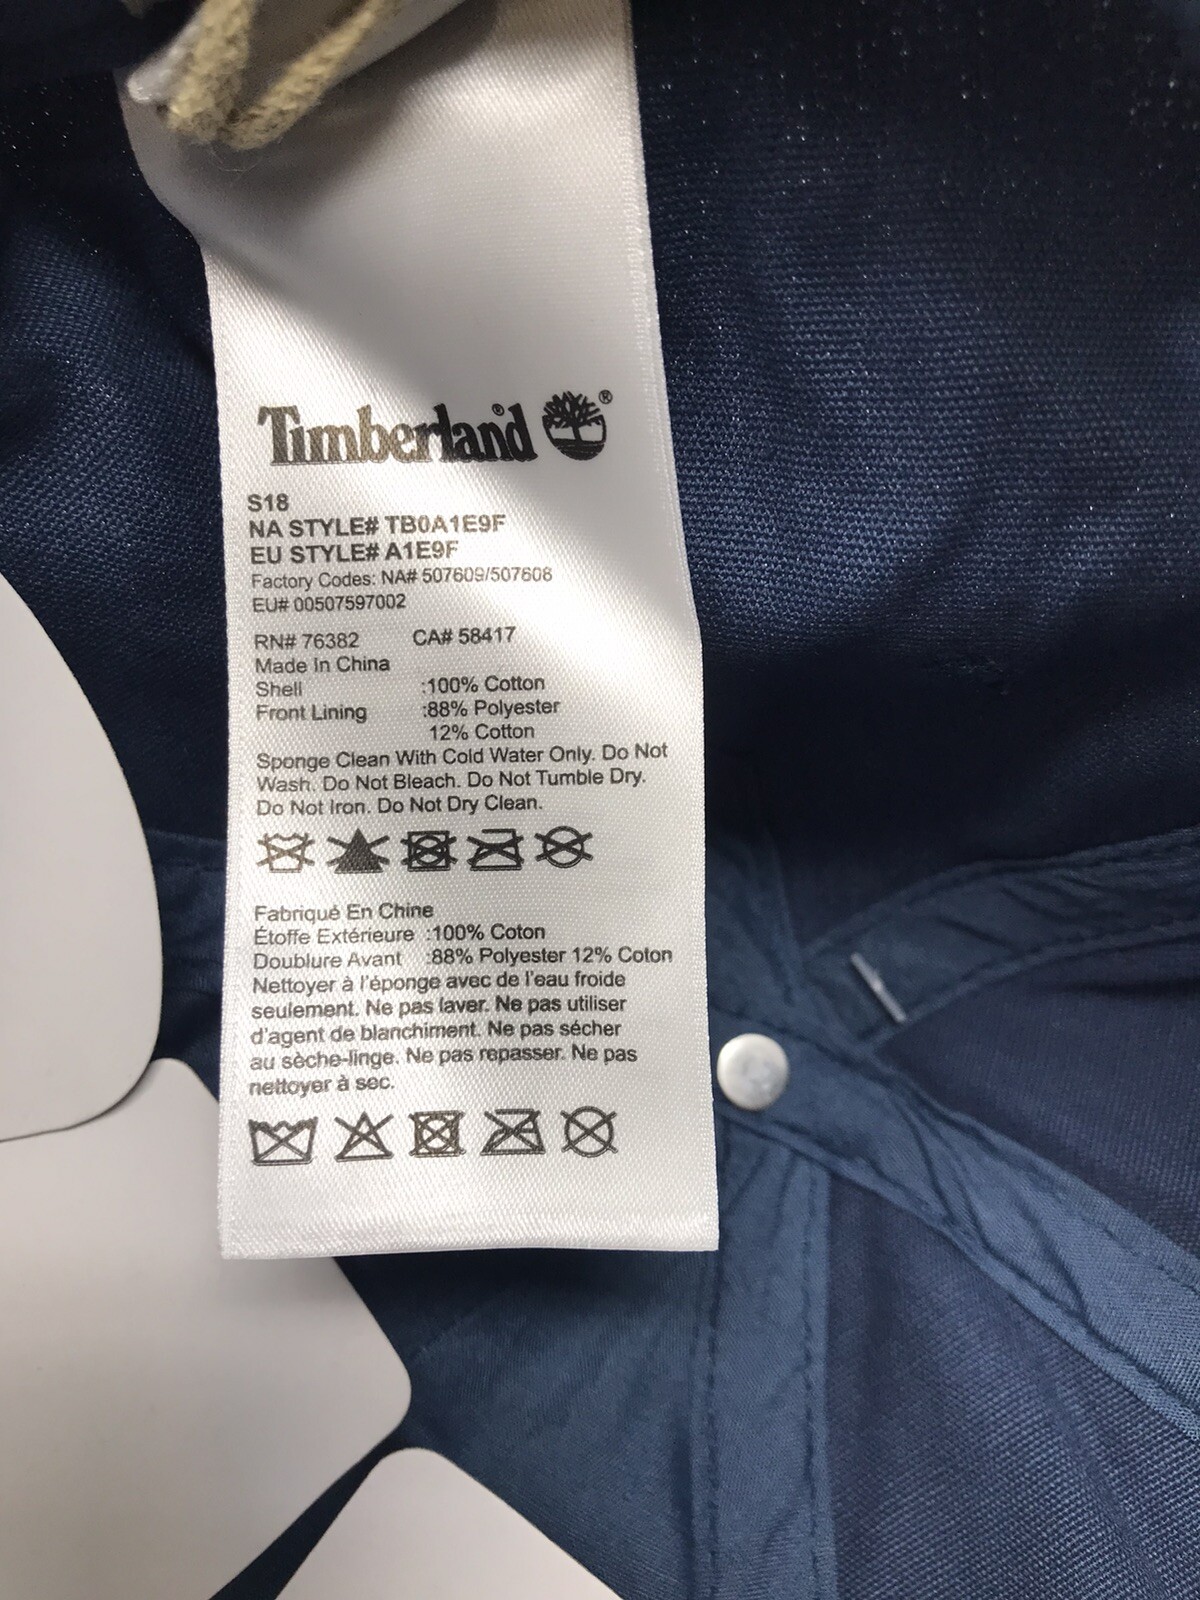 Timberland® ®
S18
NA STYLE# TB0A1E9F
EU STYLE# A1E9F
Factory Codes: NA# 507609/507608
EU# 00507597002
RN# 76382 CA# 58417
Made In China
Shell :100% Cotton
Front Lining :88% Polyester
12% Cotton
Sponge Clean With Cold Water Only. Do Not
Wash. Do Not Bleach. Do Not Tumble Dry.
Do Not Iron. Do Not Dry Clean.
Fabriqué En Chine
Étoffe Extérieure :100% Coton
Doublure Avant :88% Polyester 12% Coton
Nettoyer à l'éponge avec de l'eau froide
seulement. Ne pas laver. Ne pas utiliser
d'agent de blanchiment. Ne pas sécher
au sèche-linge. Ne pas repasser. Ne pas
nettoyer à sec.